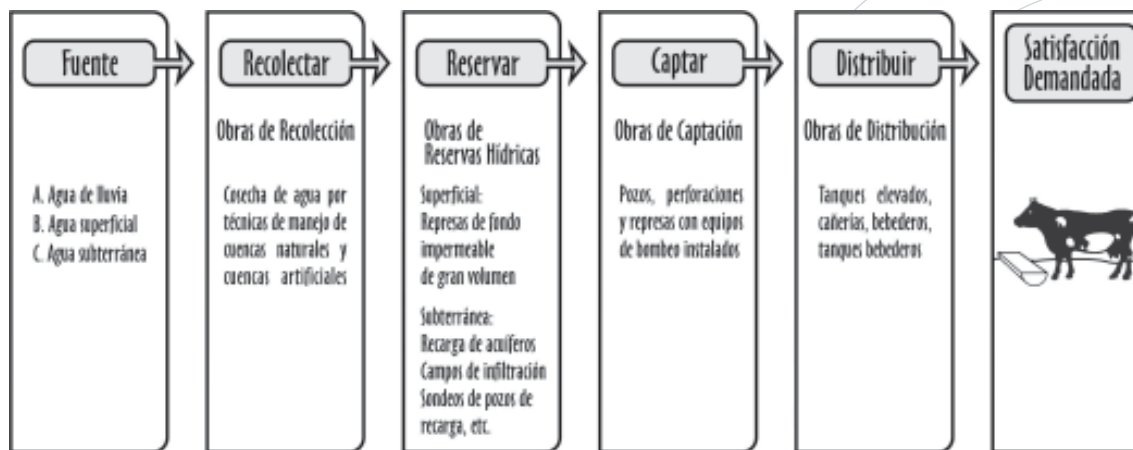 Fuente
A. Agua de lluvia
B. Agua superficial
C. Agua subterránea
Recolectar
Obras de Recolección
Cosecha de agua por
técnicas de manejo de
cuencas naturales y
cuencas artificiales
Reservar
Obras de
Reservas Hídricas
Superficial:
Represas de fondo
impermeable
de gran volumen
Subterránea:
Recarga de acuíferos
Campos de infiltración
Sondeos de pozos de
recarga, etc.
Captar
Obras de Captación
Pozos, perforaciones
y represas con equipos
de bombeo instalados
Distribuir
Obras de Distribución
Tanques elevados,
cañerías, bebederos,
tanques bebederos
Satisfacción
Demandada